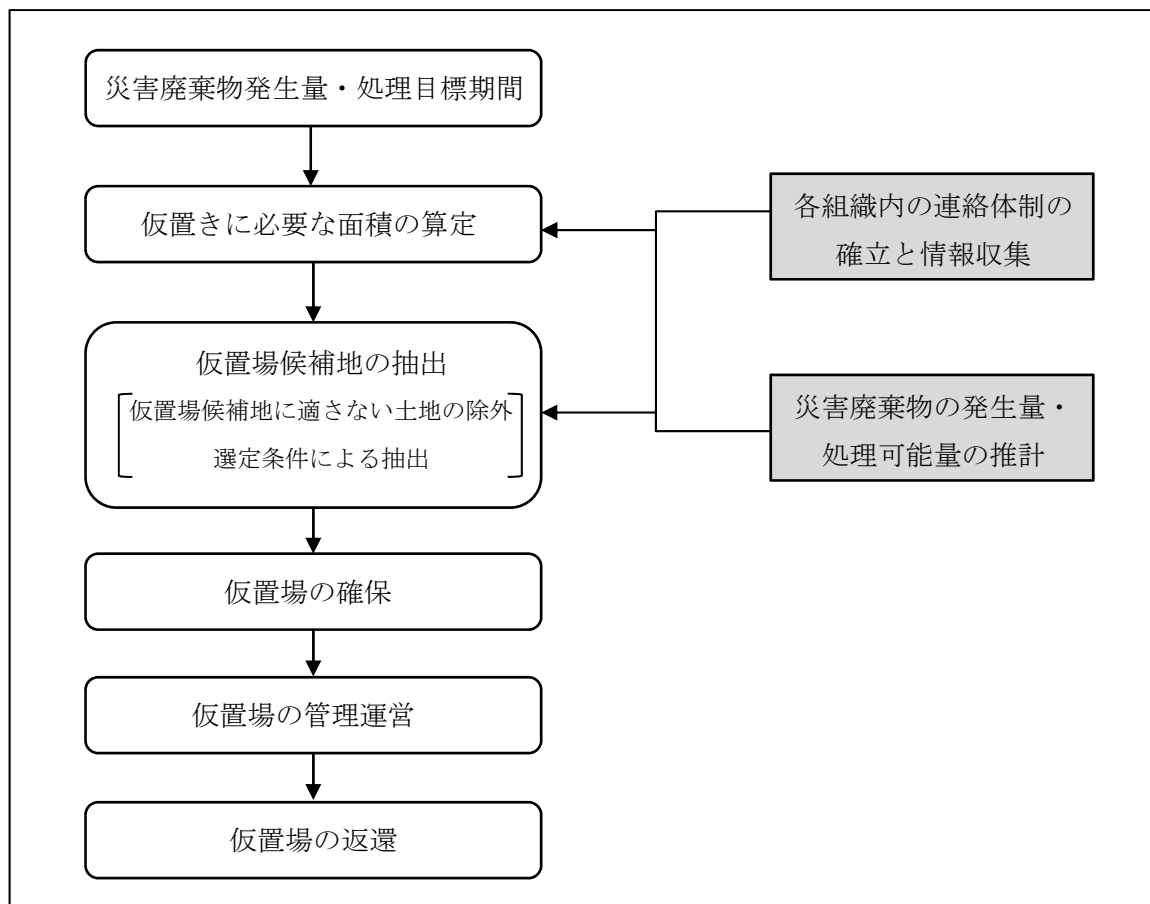 災害廃棄物発生量・処理目標期間
仮置きに必要な面積の算定
仮置場候補地の抽出
仮置場候補地に適さない土地の除外
選定条件による抽出
仮置場の確保
仮置場の管理運営
仮置場の返還
各組織内の連絡体制の
確立と情報収集
災害廃棄物の発生量・
処理可能量の推計